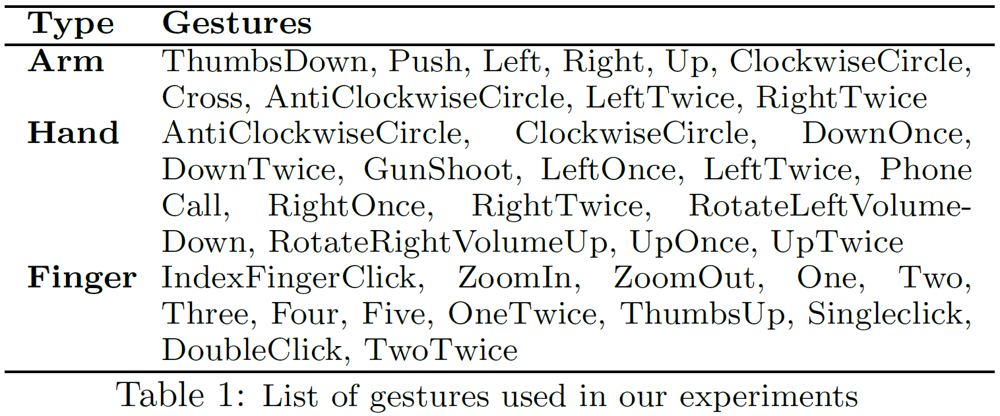 Type Gestures
Arm ThumbsDown, Push, Left, Right, Up, ClockwiseCircle,
Cross, AntiClockwiseCircle, LeftTwice, RightTwice
Hand AntiClockwiseCircle, ClockwiseCircle, DownOnce,
DownTwice, GunShoot, LeftOnce, LeftTwice, Phone
Call, RightOnce, RightTwice, RotateLeftVolume-
Down, RotateRightVolumeUp, UpOnce, UpTwice
Finger IndexFingerClick, ZoomIn, ZoomOut, One, Two,
Three, Four, Five, OneTwice, ThumbsUp, Singleclick,
DoubleClick, TwoTwice
Table 1: List of gestures used in our experiments